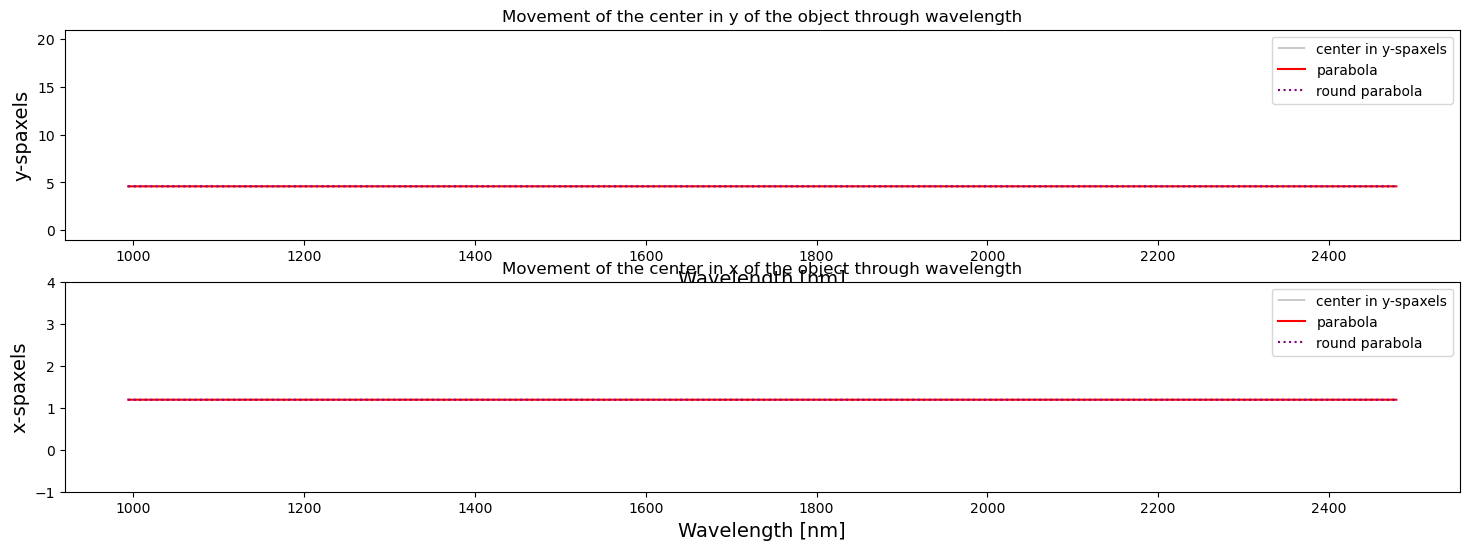 Movement of the center in y of the object through wavelength
20
15
10
5
0
y-spaxels
center in y-spaxels
parabola
round parabola
1000 1200 1400 1600 1800 2000 2200 2400
Wavelength [nm]
Movement of the center in x of the object through wavelength
4
3
2
1
0
−1
x-spaxels
center in y-spaxels
parabola
round parabola
1000 1200 1400 1600 1800 2000 2200 2400
Wavelength [nm]